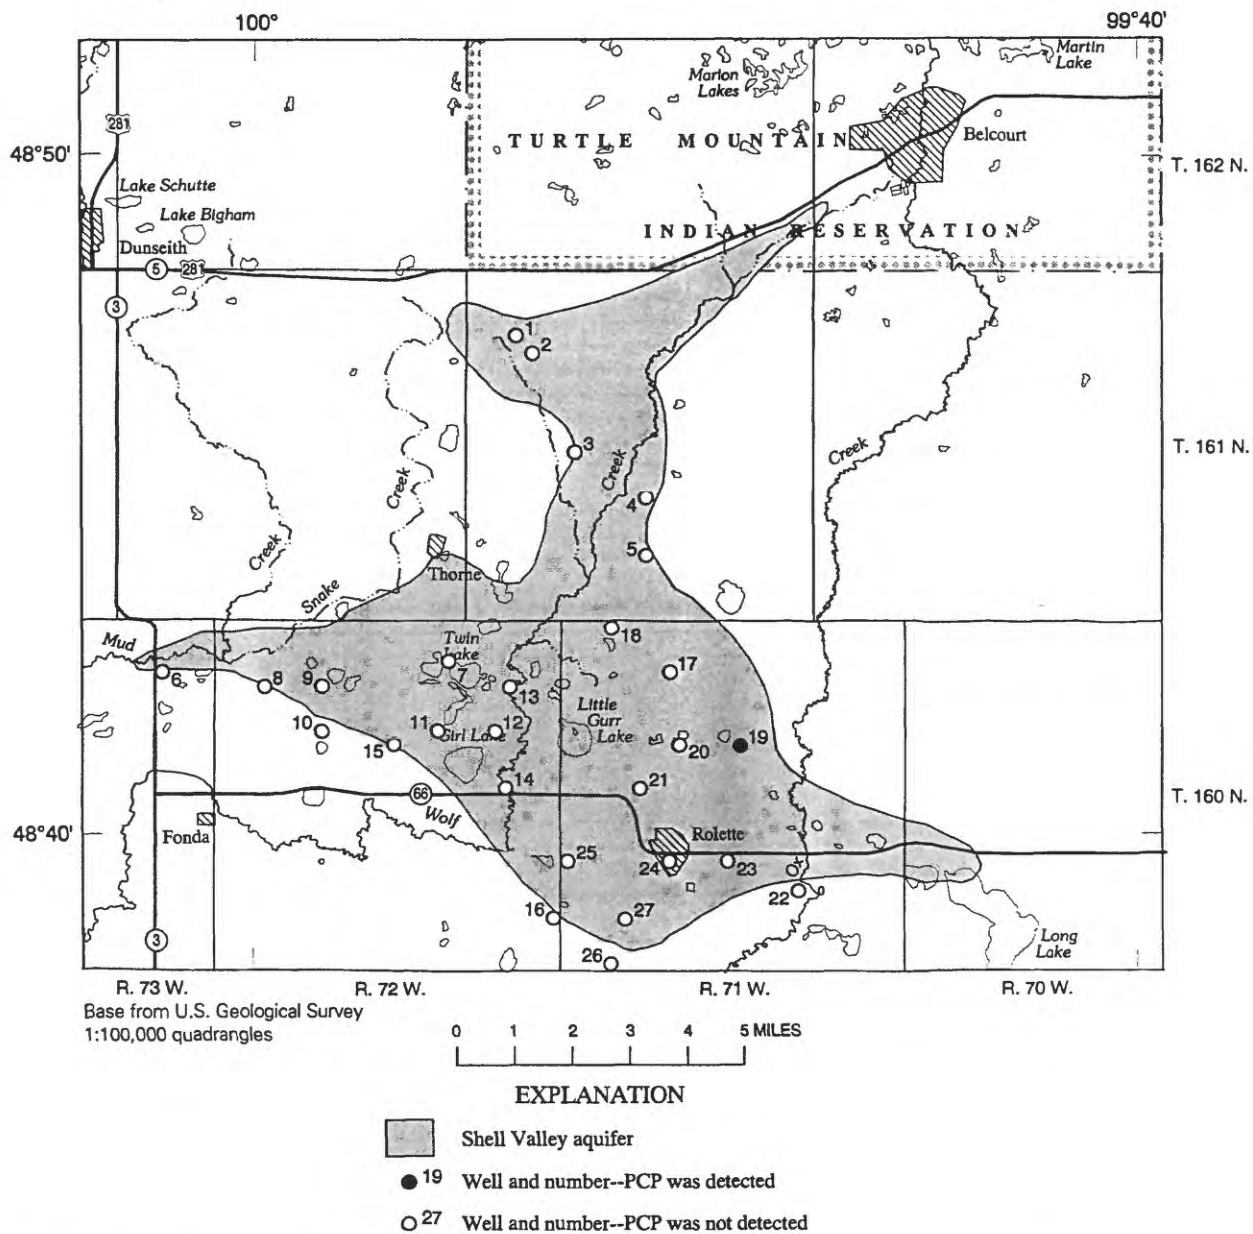 100°
99°40'
Marion
Lakes
Martin
Lake
281
TURTLE MOUNTAIN
Belcourt
48°50'
T. 162 N.
Lake Schutte
Lake Bigham
Dunseith
INDIAN RESERVATION
5
281
3
1
2
3
Creek
T. 161 N.
Creek
Creek
4
5
Creek
Thorne
Snake
Mud
18
Twin
Lake
7
17
6
8
9
13
Little
Gurr
Lake
10
11
12
Girl Lake
15
20
19
14
21
66
T. 160 N.
Wolf
48°40'
Fonda
Rolette
25
24
23
22
16
27
3
26
Long
Lake
R. 73 W.
R. 72 W.
R. 71 W.
R. 70 W.
Base from U.S. Geological Survey
1:100,000 quadrangles
0 1 2 3 4 5 MILES
EXPLANATION
Shell Valley aquifer
19 Well and number--PCP was detected
27 Well and number--PCP was not detected